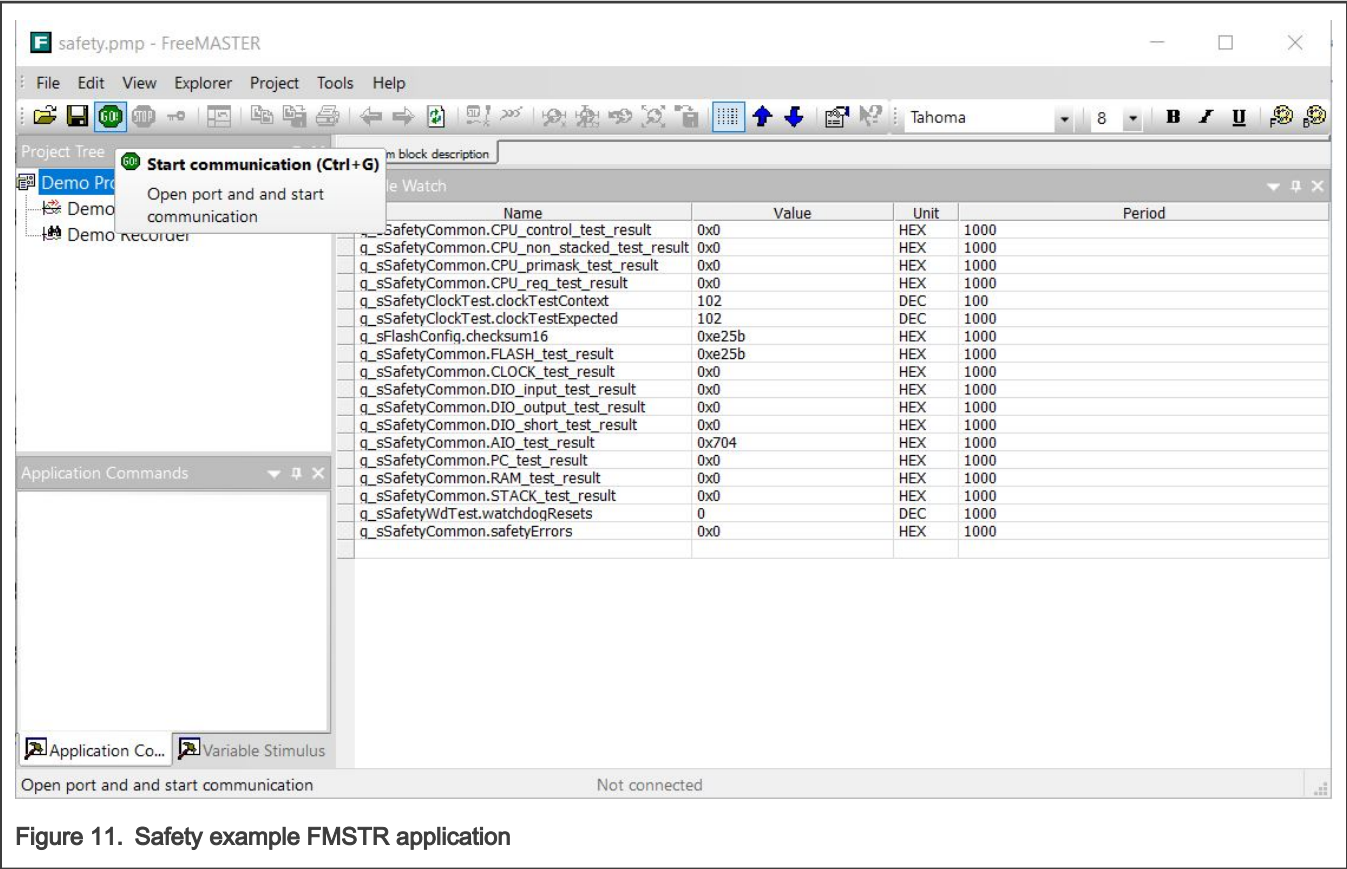 safety.pmp - FreeMASTER
File Edit View Explorer Project Tools Help
GO! Tahoma 8 B I U
Project Tree
m block description
Start communication (Ctrl+G)
Open port and and start
communication
Demo
Demo
Demo Recorder
Watch
Name Value Unit Period
CPU_control_test_result 0x0 HEX 1000
g_sSafetyCommon.CPU_non_stacked_test_result 0x0 HEX 1000
g_sSafetyCommon.CPU_primask_test_result 0x0 HEX 1000
g_sSafetyCommon.CPU_reg_test_result 0x0 HEX 1000
g_sSafetyClockTest.clockTestContext 102 DEC 100
g_sSafetyClockTest.clockTestExpected 102 DEC 1000
g_sFlashConfig.checksum16 0xe25b HEX 1000
g_sSafetyCommon.FLASH_test_result 0xe25b HEX 1000
g_sSafetyCommon.CLOCK_test_result 0x0 HEX 1000
g_sSafetyCommon.DIO_input_test_result 0x0 HEX 1000
g_sSafetyCommon.DIO_output_test_result 0x0 HEX 1000
g_sSafetyCommon.DIO_short_test_result 0x0 HEX 1000
g_sSafetyCommon.AIO_test_result 0x704 HEX 1000
g_sSafetyCommon.PC_test_result 0x0 HEX 1000
g_sSafetyCommon.RAM_test_result 0x0 HEX 1000
g_sSafetyCommon.STACK_test_result 0x0 HEX 1000
g_sSafetyWdTest.watchdogResets 0 DEC 1000
g_sSafetyCommon.safetyErrors 0x0 HEX 1000
Application Commands
Application Co... Variable Stimulus
Open port and and start communication Not connected
Figure 11. Safety example FMSTR application